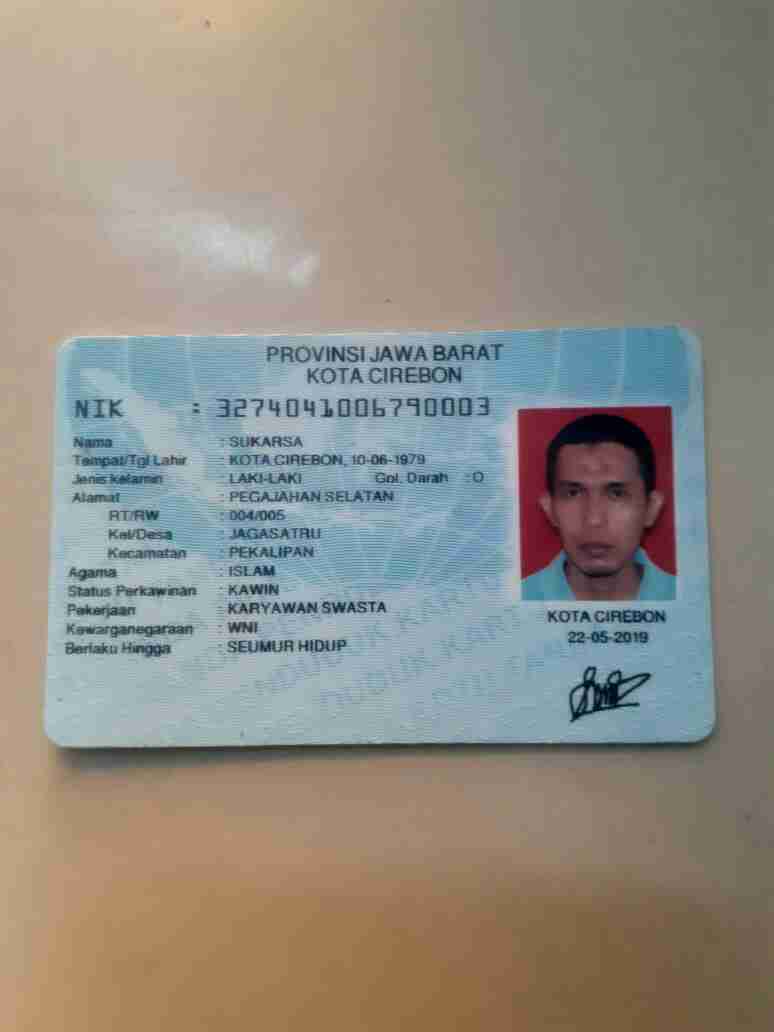 PROVINSI JAWA BARAT
KOTA CIREBON
NIK : 3274041006790003
Nama : SUKARSA
Tempat/Tgl Lahir : KOTA CIREBON, 10-06-1979
Jenis kelamin : LAKI-LAKI Gol. Darah : O
Alamat : PEGAJAHAN SELATAN
RT/RW : 004/005
Kel/Desa : JAGASATRU
Kecamatan : PEKALIPAN
Agama : ISLAM
Status Perkawinan : KAWIN
Pekerjaan : KARYAWAN SWASTA
Kewarganegaraan : WNI
Berlaku Hingga : SEUMUR HIDUP
KOTA CIREBON
22-05-2019